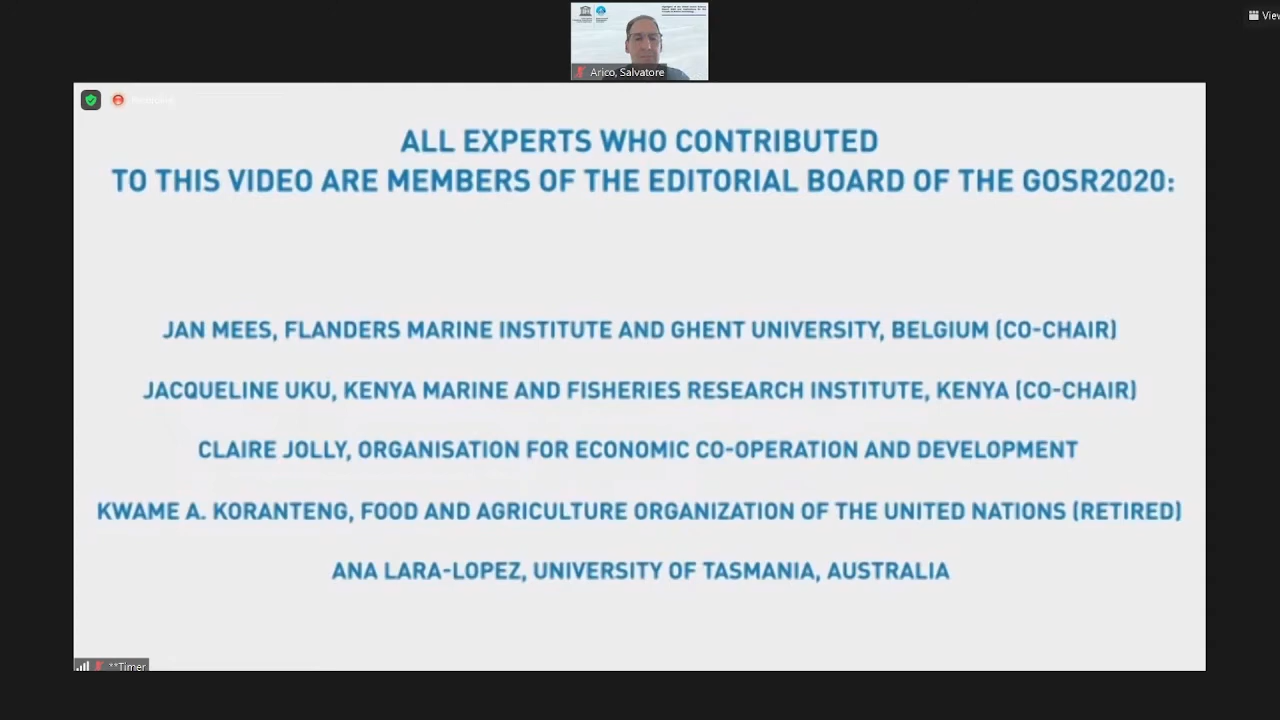 View
Arico, Salvatore
ALL EXPERTS WHO CONTRIBUTED
TO THIS VIDEO ARE MEMBERS OF THE EDITORIAL BOARD OF THE GOSR2020:
JAN MEES, FLANDERS MARINE INSTITUTE AND GHENT UNIVERSITY, BELGIUM (CO-CHAIR)
JACQUELINE UKU, KENYA MARINE AND FISHERIES RESEARCH INSTITUTE, KENYA (CO-CHAIR)
CLAIRE JOLLY, ORGANISATION FOR ECONOMIC CO-OPERATION AND DEVELOPMENT
KWAME A. KORANTENG, FOOD AND AGRICULTURE ORGANIZATION OF THE UNITED NATIONS (RETIRED)
ANA LARA-LOPEZ, UNIVERSITY OF TASMANIA, AUSTRALIA
**Timer